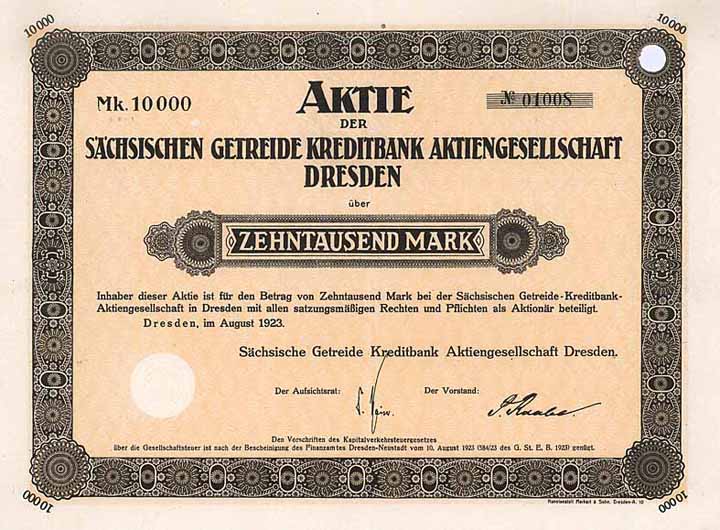 10000
10000
Mk. 10000
AKTIE
№ 01008
DER
SÄCHSISCHEN GETREIDE KREDITBANK AKTIENGESELLSCHAFT
DRESDEN
über
ZEHNTAUSEND MARK
Inhaber dieser Aktie ist für den Betrag von Zehntausend Mark bei der Sächsischen Getreide-Kreditbank-
Aktiengesellschaft in Dresden mit allen satzungsmäßigen Rechten und Pflichten als Aktionär beteiligt.
Dresden, im August 1923.
Sächsische Getreide Kreditbank Aktiengesellschaft Dresden.
Der Aufsichtsrat:
Der Vorstand:
Den Vorschriften des Kapitalverkehrsteuergesetzes
über die Gesellschaftsteuer ist nach der Bescheinigung des Finanzamtes Dresden-Neustadt vom 10. August 1923 (584/23 des G. St. E. B. 1923) genügt.
10000
10000